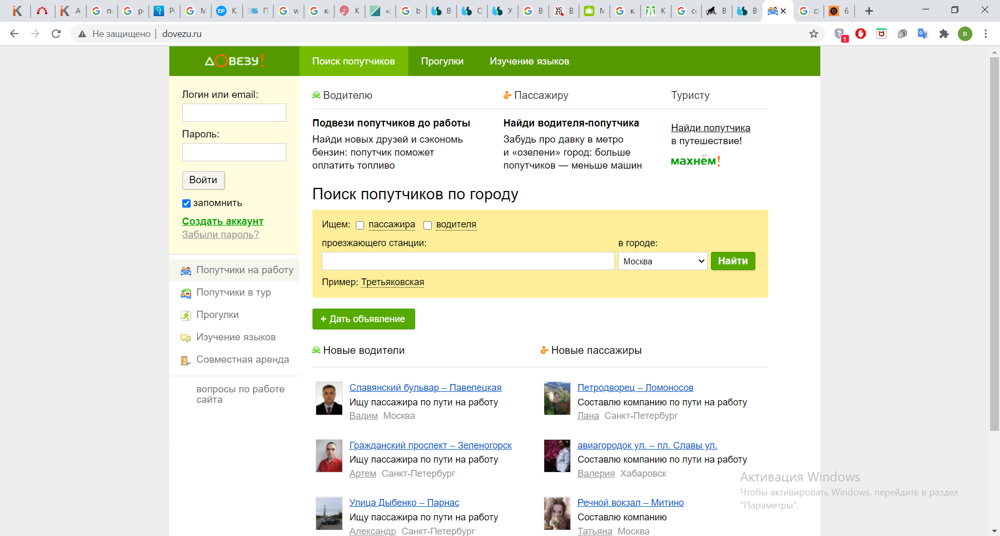 Не защищено | dovezu.ru
ДОВЕЗУ!
Поиск попутчиков
Прогулки
Изучение языков
Логин или email:
Пароль:
Войти
запомнить
Создать аккаунт
Забыли пароль?
Попутчики на работу
Попутчики в тур
Прогулки
Изучение языков
Совместная аренда
вопросы по работе
сайта
Водителю
Подвези попутчиков до работы
Найди новых друзей и сэкономь
бензин: попутчик поможет
оплатить топливо
Пассажиру
Найди водителя-попутчика
Забудь про давку в метро
и «озелени» город: больше
попутчиков — меньше машин
Туристу
Найди попутчика
в путешествие!
махнём!
Поиск попутчиков по городу
Ищем: пассажира водителя
проезжающего станции:
в городе:
Москва
Найти
Пример: Третьяковская
+ Дать объявление
Новые водители
Славянский бульвар – Павелецкая
Ищу пассажира по пути на работу
Вадим Москва
Гражданский проспект – Зеленогорск
Ищу пассажира по пути на работу
Артем Санкт-Петербург
Улица Дыбенко – Парнас
Ищу пассажира по пути на работу
Александр Санкт-Петербург
Новые пассажиры
Петродворец – Ломоносов
Составлю компанию по пути на работу
Лана Санкт-Петербург
авиагородок ул. – пл. Славы ул.
Составлю компанию по пути на работу
Валерия Хабаровск
Речной вокзал – Митино
Составлю компанию
Татьяна Москва
Активация Windows
Чтобы активировать Windows, перейдите в раздел
"Параметры".